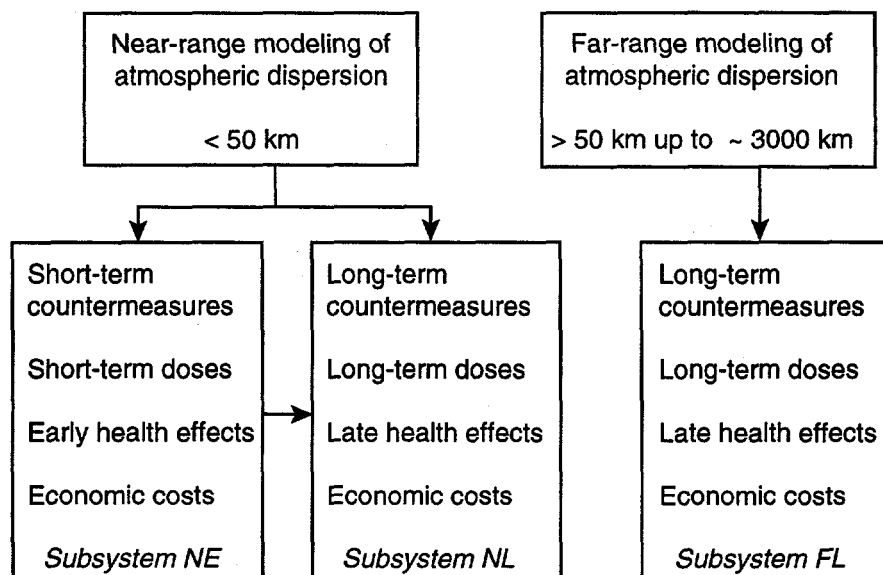 Near-range modeling of
atmospheric dispersion
< 50 km
Far-range modeling of
atmospheric dispersion
> 50 km up to ~ 3000 km
Short-term
countermeasures
Short-term doses
Early health effects
Economic costs
Subsystem NE
Long-term
countermeasures
Long-term doses
Late health effects
Economic costs
Subsystem NL
Long-term
countermeasures
Long-term doses
Late health effects
Economic costs
Subsystem FL